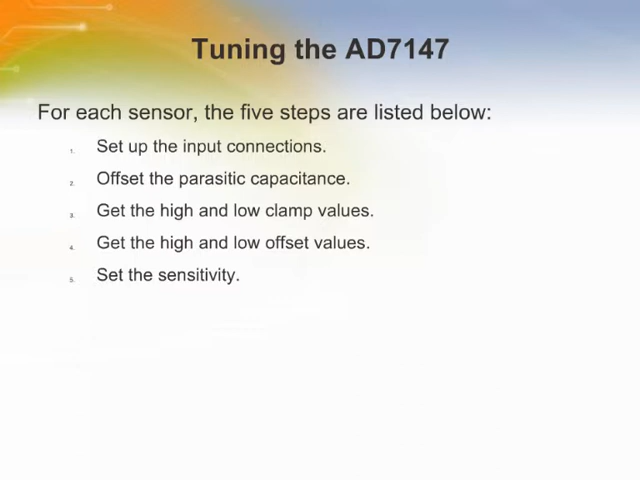 Tuning the AD7147
For each sensor, the five steps are listed below:
1. Set up the input connections.
2. Offset the parasitic capacitance.
3. Get the high and low clamp values.
4. Get the high and low offset values.
5. Set the sensitivity.